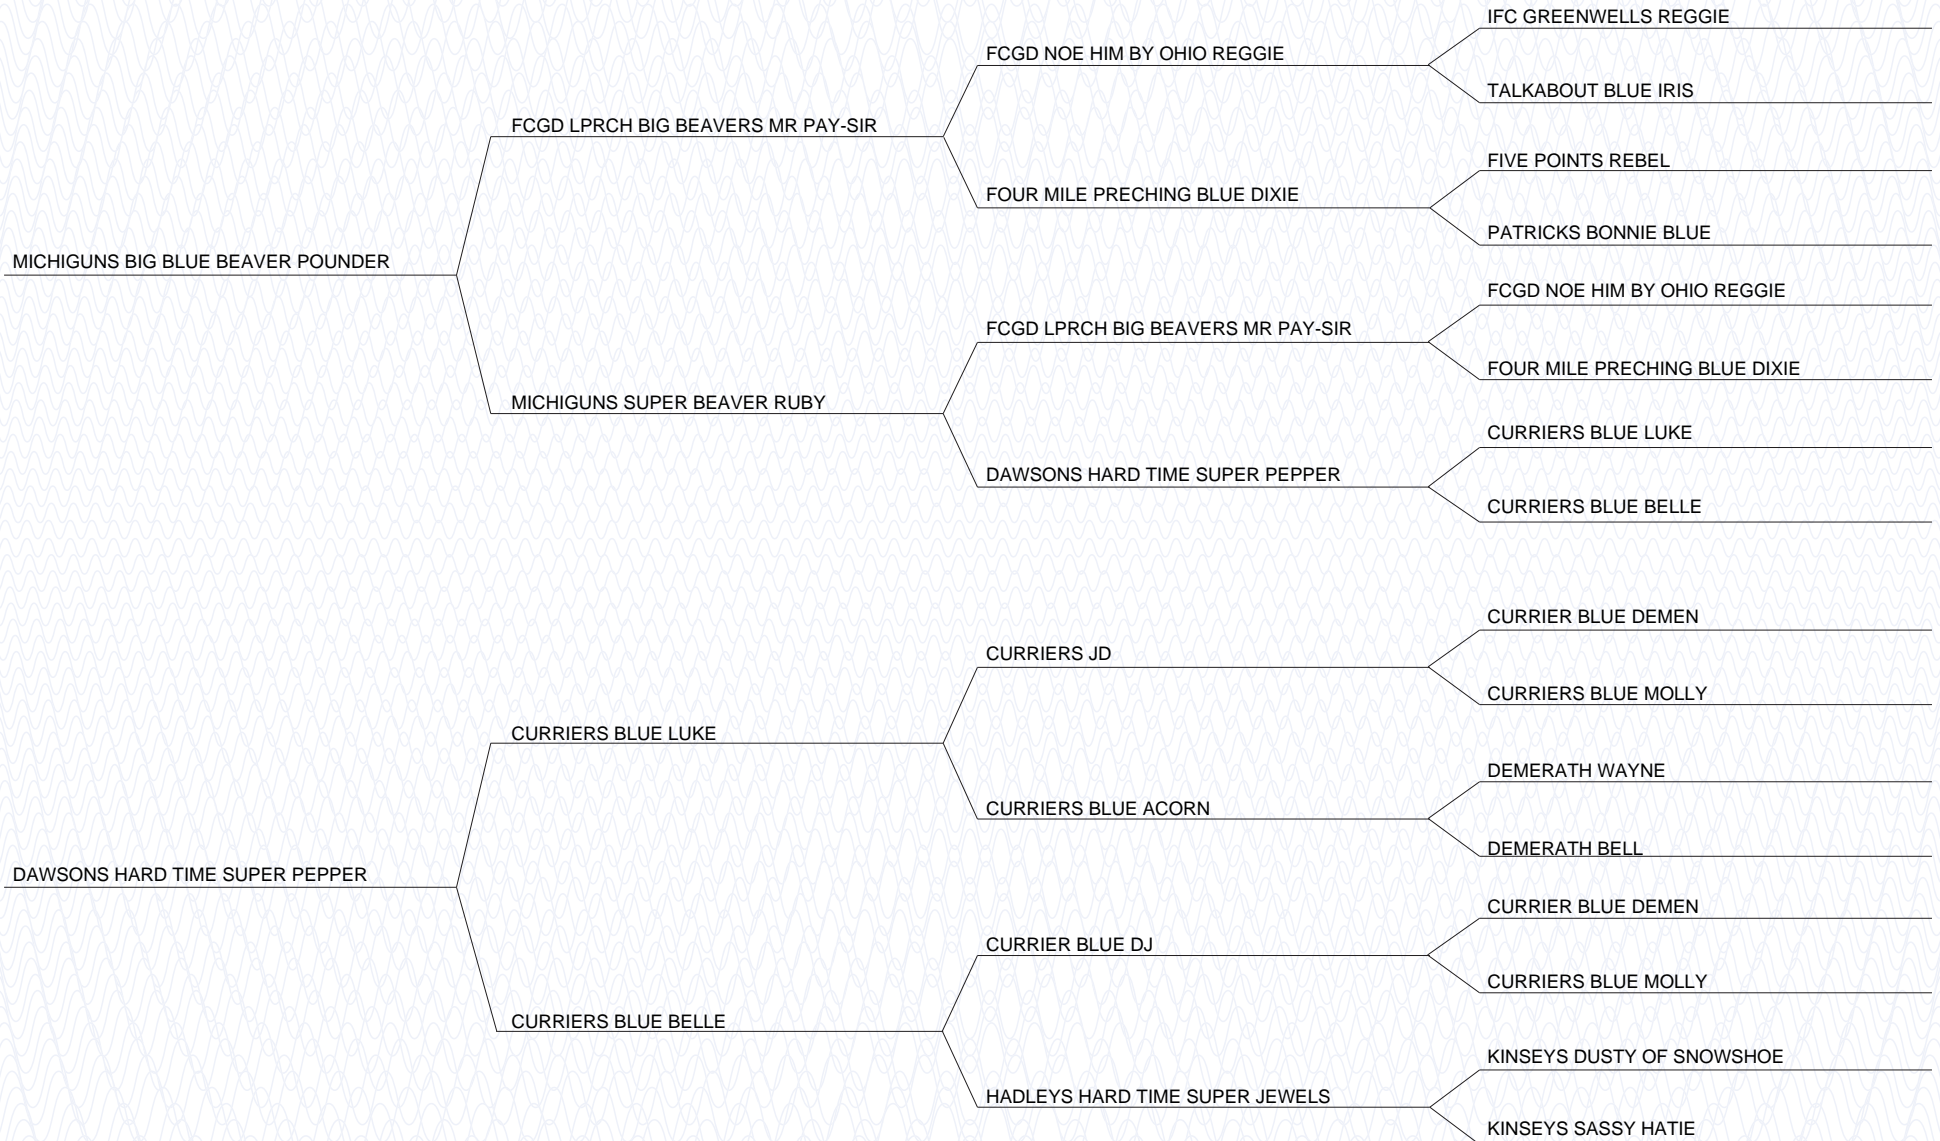 IFC GREENWELLS REGGIE
FCGD NOE HIM BY OHIO REGGIE
TALKABOUT BLUE IRIS
FCGD LPRCH BIG BEAVERS MR PAY-SIR
FIVE POINTS REBEL
FOUR MILE PRECHING BLUE DIXIE
PATRICKS BONNIE BLUE
MICHIGUNS BIG BLUE BEAVER POUNDER
FCGD NOE HIM BY OHIO REGGIE
FCGD LPRCH BIG BEAVERS MR PAY-SIR
FOUR MILE PRECHING BLUE DIXIE
MICHIGUNS SUPER BEAVER RUBY
CURRIERS BLUE LUKE
DAWSONS HARD TIME SUPER PEPPER
CURRIERS BLUE BELLE
CURRIER BLUE DEMEN
CURRIERS JD
CURRIERS BLUE MOLLY
CURRIERS BLUE LUKE
DEMERATH WAYNE
CURRIERS BLUE ACORN
DEMERATH BELL
DAWSONS HARD TIME SUPER PEPPER
CURRIER BLUE DEMEN
CURRIER BLUE DJ
CURRIERS BLUE MOLLY
CURRIERS BLUE BELLE
KINSEYS DUSTY OF SNOWSHOE
HADLEYS HARD TIME SUPER JEWELS
KINSEYS SASSY HATIE